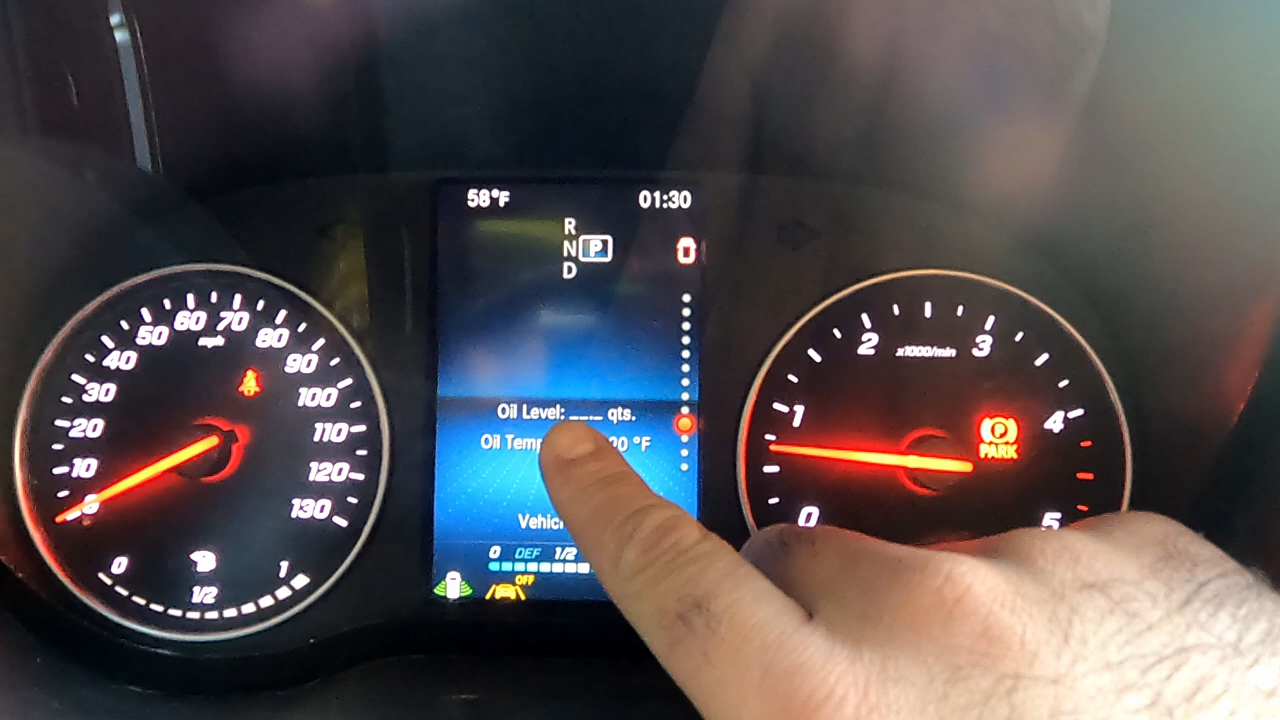 58°F 01:30
R
N P
D
Oil Level: __._ qts.
Oil Temp 20 °F
0 DEF 1/2
OFF
0 10 20 30 40 50 60 70 80 90 100 110 120 130
mph
0 1/2 1
0 1 2 3 4 5
x1000/min
(P)
PARK